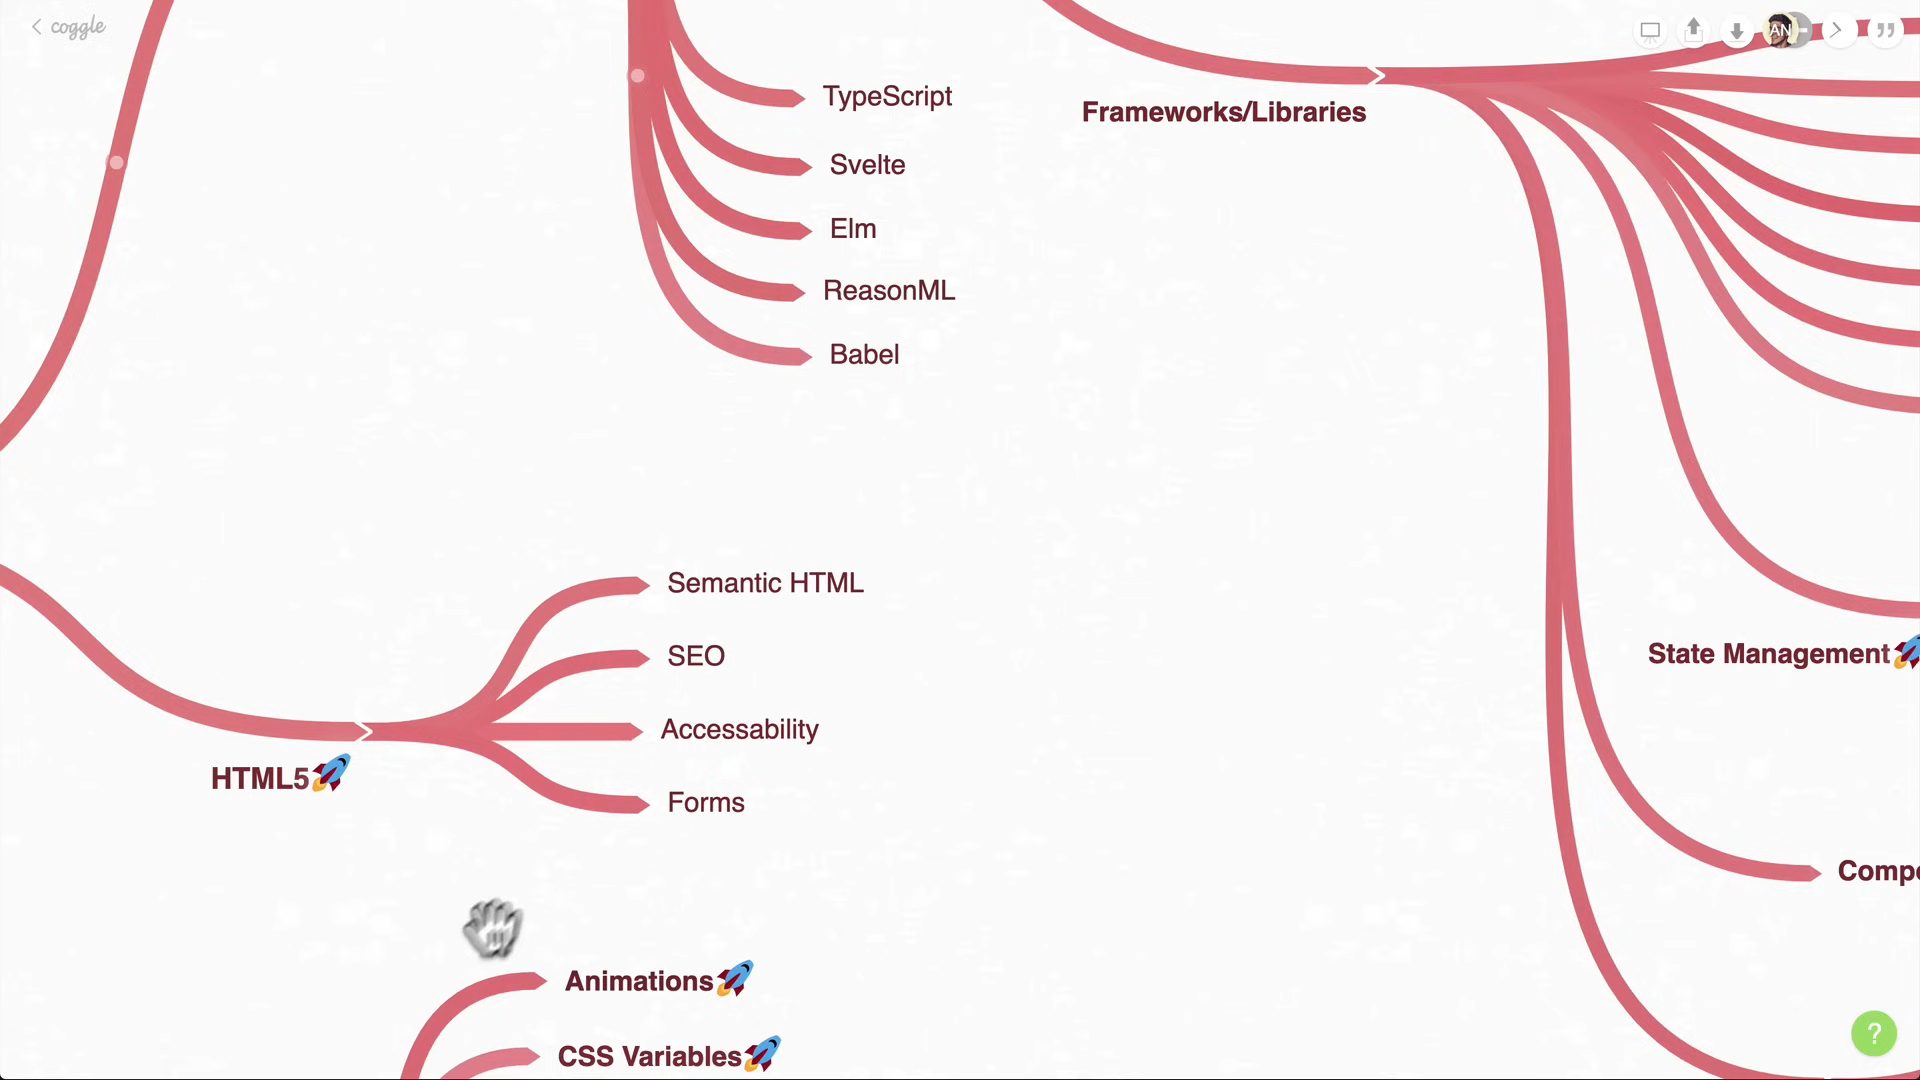 coggle
AN
TypeScript
Frameworks/Libraries
Svelte
Elm
ReasonML
Babel
Semantic HTML
SEO
State Management
Accessability
HTML5
Forms
Animations
CSS Variables
?